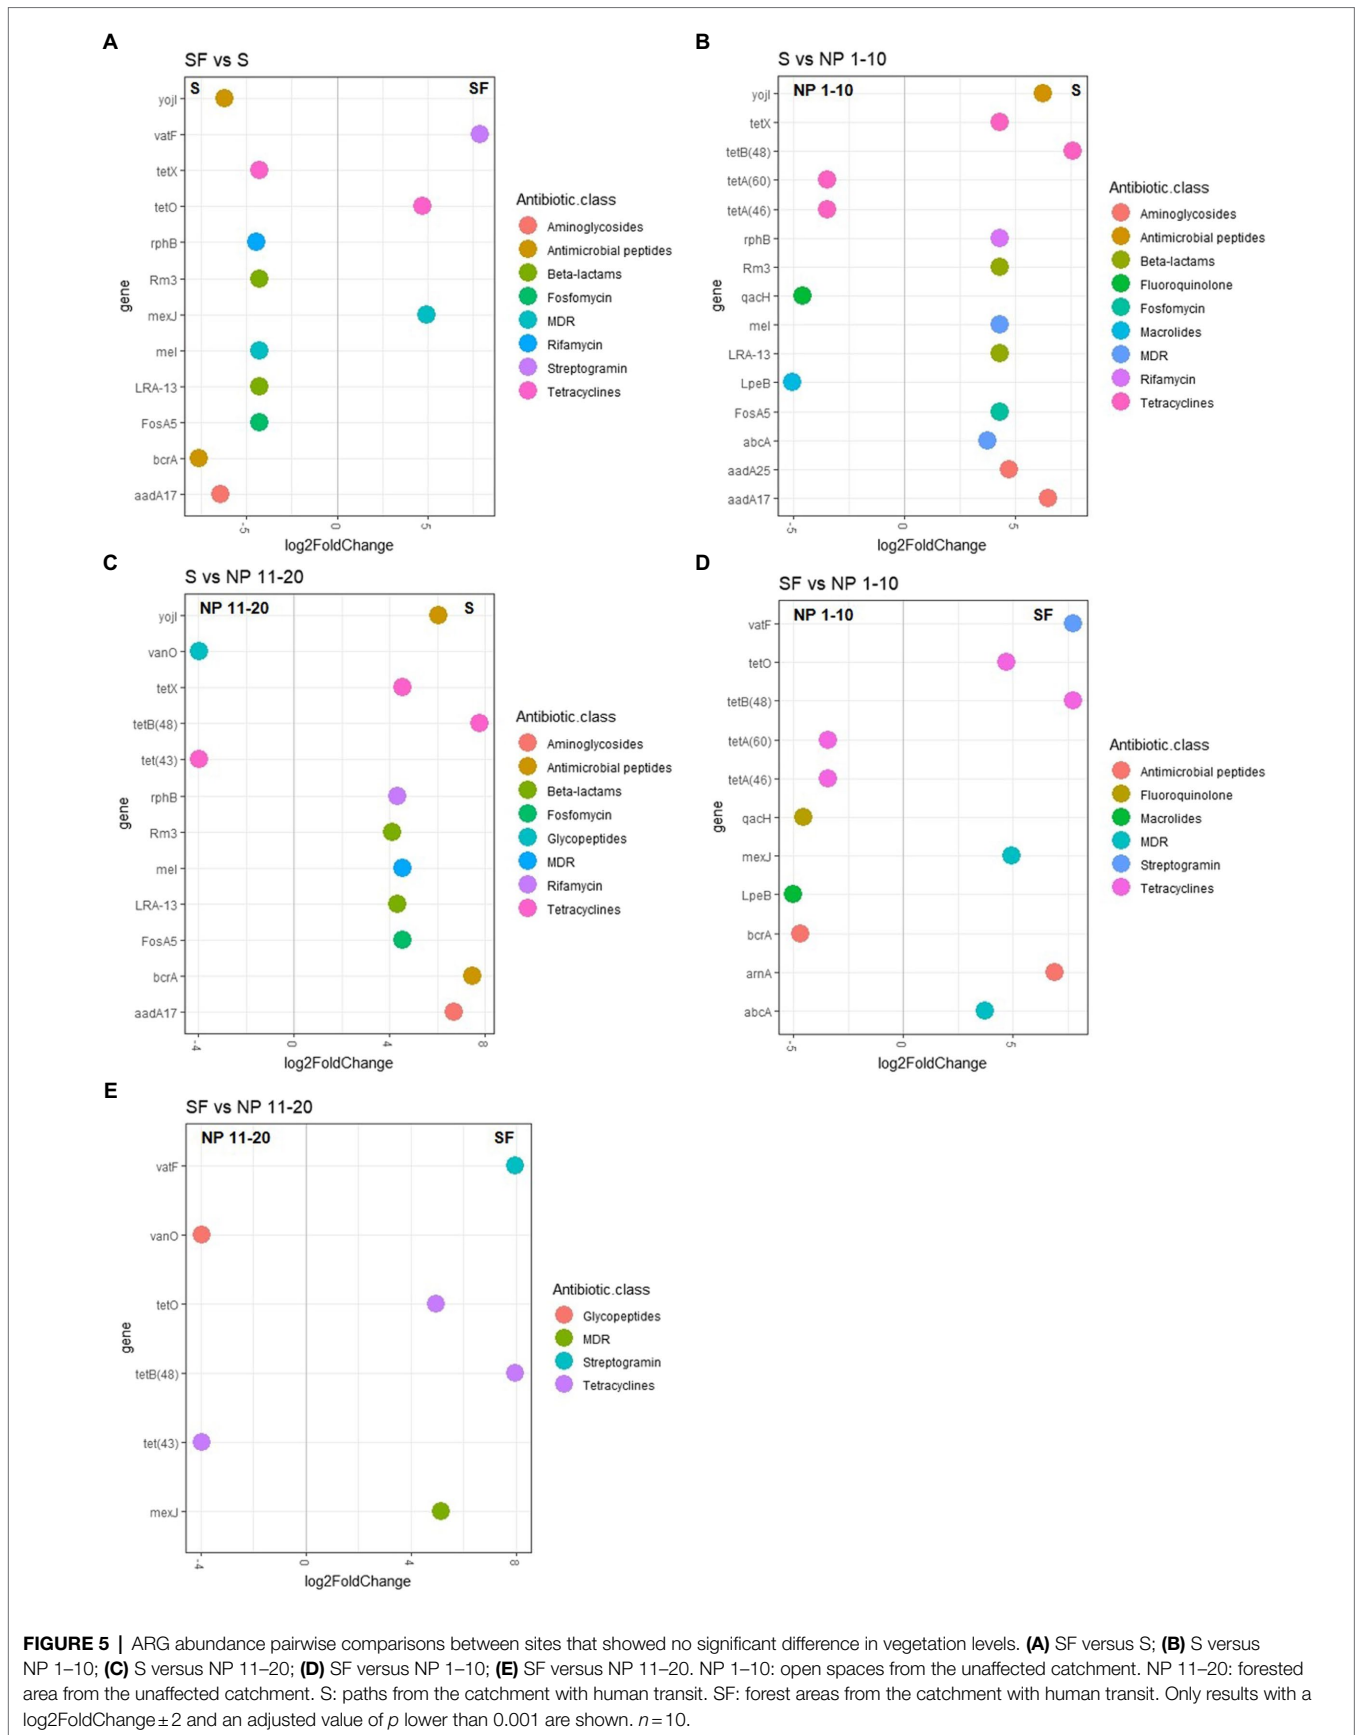 A
SF vs S
S
SF
yojI
vatF
tetX
tetO
rphB
Rm3
mexJ
mel
LRA-13
FosA5
bcrA
aadA17
gene
-5
0
5
log2FoldChange
Antibiotic.class
Aminoglycosides
Antimicrobial peptides
Beta-lactams
Fosfomycin
MDR
Rifamycin
Streptogramin
Tetracyclines
B
S vs NP 1-10
NP 1-10
S
yojI
tetX
tetB(48)
tetA(60)
tetA(46)
rphB
Rm3
qacH
mel
LRA-13
LpeB
FosA5
abcA
aadA25
aadA17
gene
-5
0
5
log2FoldChange
Antibiotic.class
Aminoglycosides
Antimicrobial peptides
Beta-lactams
Fluoroquinolone
Fosfomycin
Macrolides
MDR
Rifamycin
Tetracyclines
C
S vs NP 11-20
NP 11-20
S
yojI
vanO
tetX
tetB(48)
tet(43)
rphB
Rm3
mel
LRA-13
FosA5
bcrA
aadA17
gene
-4
0
4
8
log2FoldChange
Antibiotic.class
Aminoglycosides
Antimicrobial peptides
Beta-lactams
Fosfomycin
Glycopeptides
MDR
Rifamycin
Tetracyclines
D
SF vs NP 1-10
NP 1-10
SF
vatF
tetO
tetB(48)
tetA(60)
tetA(46)
qacH
mexJ
LpeB
bcrA
arnA
abcA
gene
-5
0
5
log2FoldChange
Antibiotic.class
Antimicrobial peptides
Fluoroquinolone
Macrolides
MDR
Streptogramin
Tetracyclines
E
SF vs NP 11-20
NP 11-20
SF
vatF
vanO
tetO
tetB(48)
tet(43)
mexJ
gene
-4
0
4
8
log2FoldChange
Antibiotic.class
Glycopeptides
MDR
Streptogramin
Tetracyclines
FIGURE 5 | ARG abundance pairwise comparisons between sites that showed no significant difference in vegetation levels. (A) SF versus S; (B) S versus
NP 1–10; (C) S versus NP 11–20; (D) SF versus NP 1–10; (E) SF versus NP 11–20. NP 1–10: open spaces from the unaffected catchment. NP 11–20: forested
area from the unaffected catchment. S: paths from the catchment with human transit. SF: forest areas from the catchment with human transit. Only results with a
log2FoldChange ± 2 and an adjusted value of p lower than 0.001 are shown. n = 10.